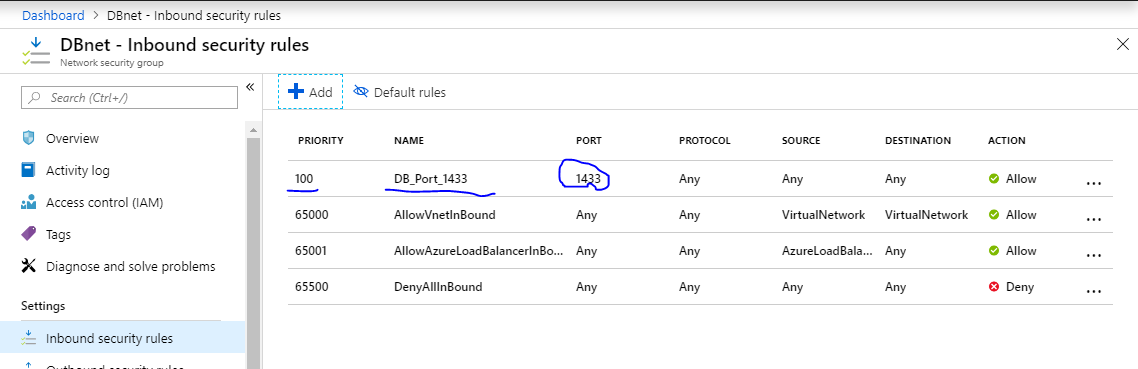 Dashboard > DBnet - Inbound security rules
DBnet - Inbound security rules
Network security group
Search (Ctrl+/)
«
Overview
Activity log
Access control (IAM)
Tags
Diagnose and solve problems
Settings
Inbound security rules
Outbound security rules
Add Default rules
PRIORITY NAME PORT PROTOCOL SOURCE DESTINATION ACTION
100 DB_Port_1433 1433 Any Any Any Allow ...
65000 AllowVnetInBound Any Any VirtualNetwork VirtualNetwork Allow ...
65001 AllowAzureLoadBalancerInBo... Any Any AzureLoadBala... Any Allow ...
65500 DenyAllInBound Any Any Any Any Deny ...